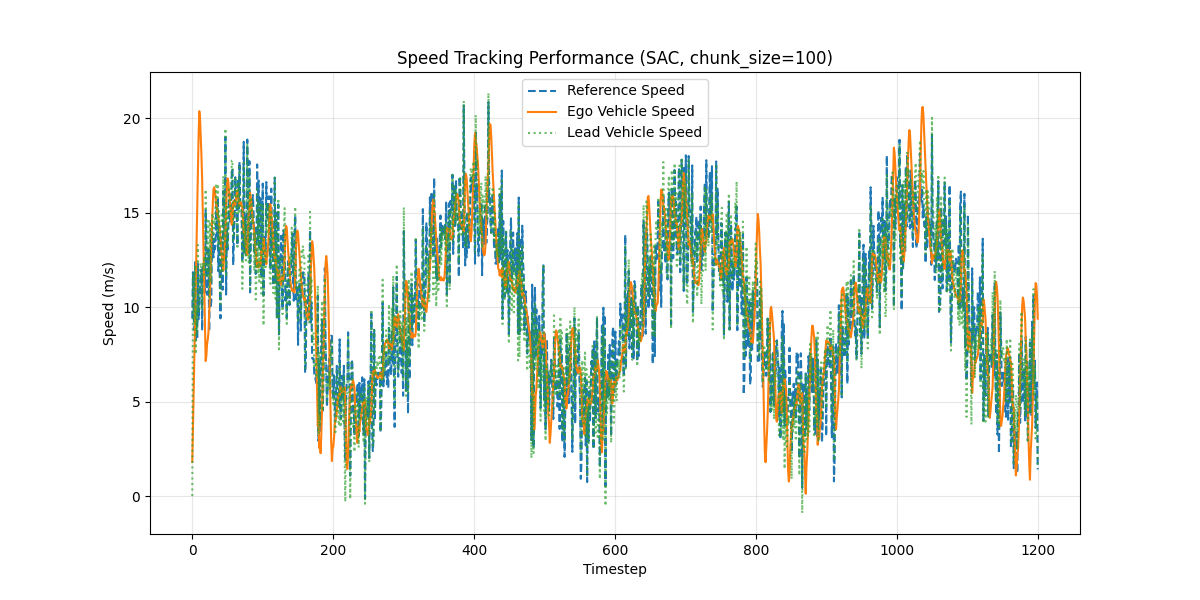 Speed Tracking Performance (SAC, chunk_size=100)
Reference Speed
Ego Vehicle Speed
Lead Vehicle Speed
20
15
10
5
0
Speed (m/s)
0 200 400 600 800 1000 1200
Timestep